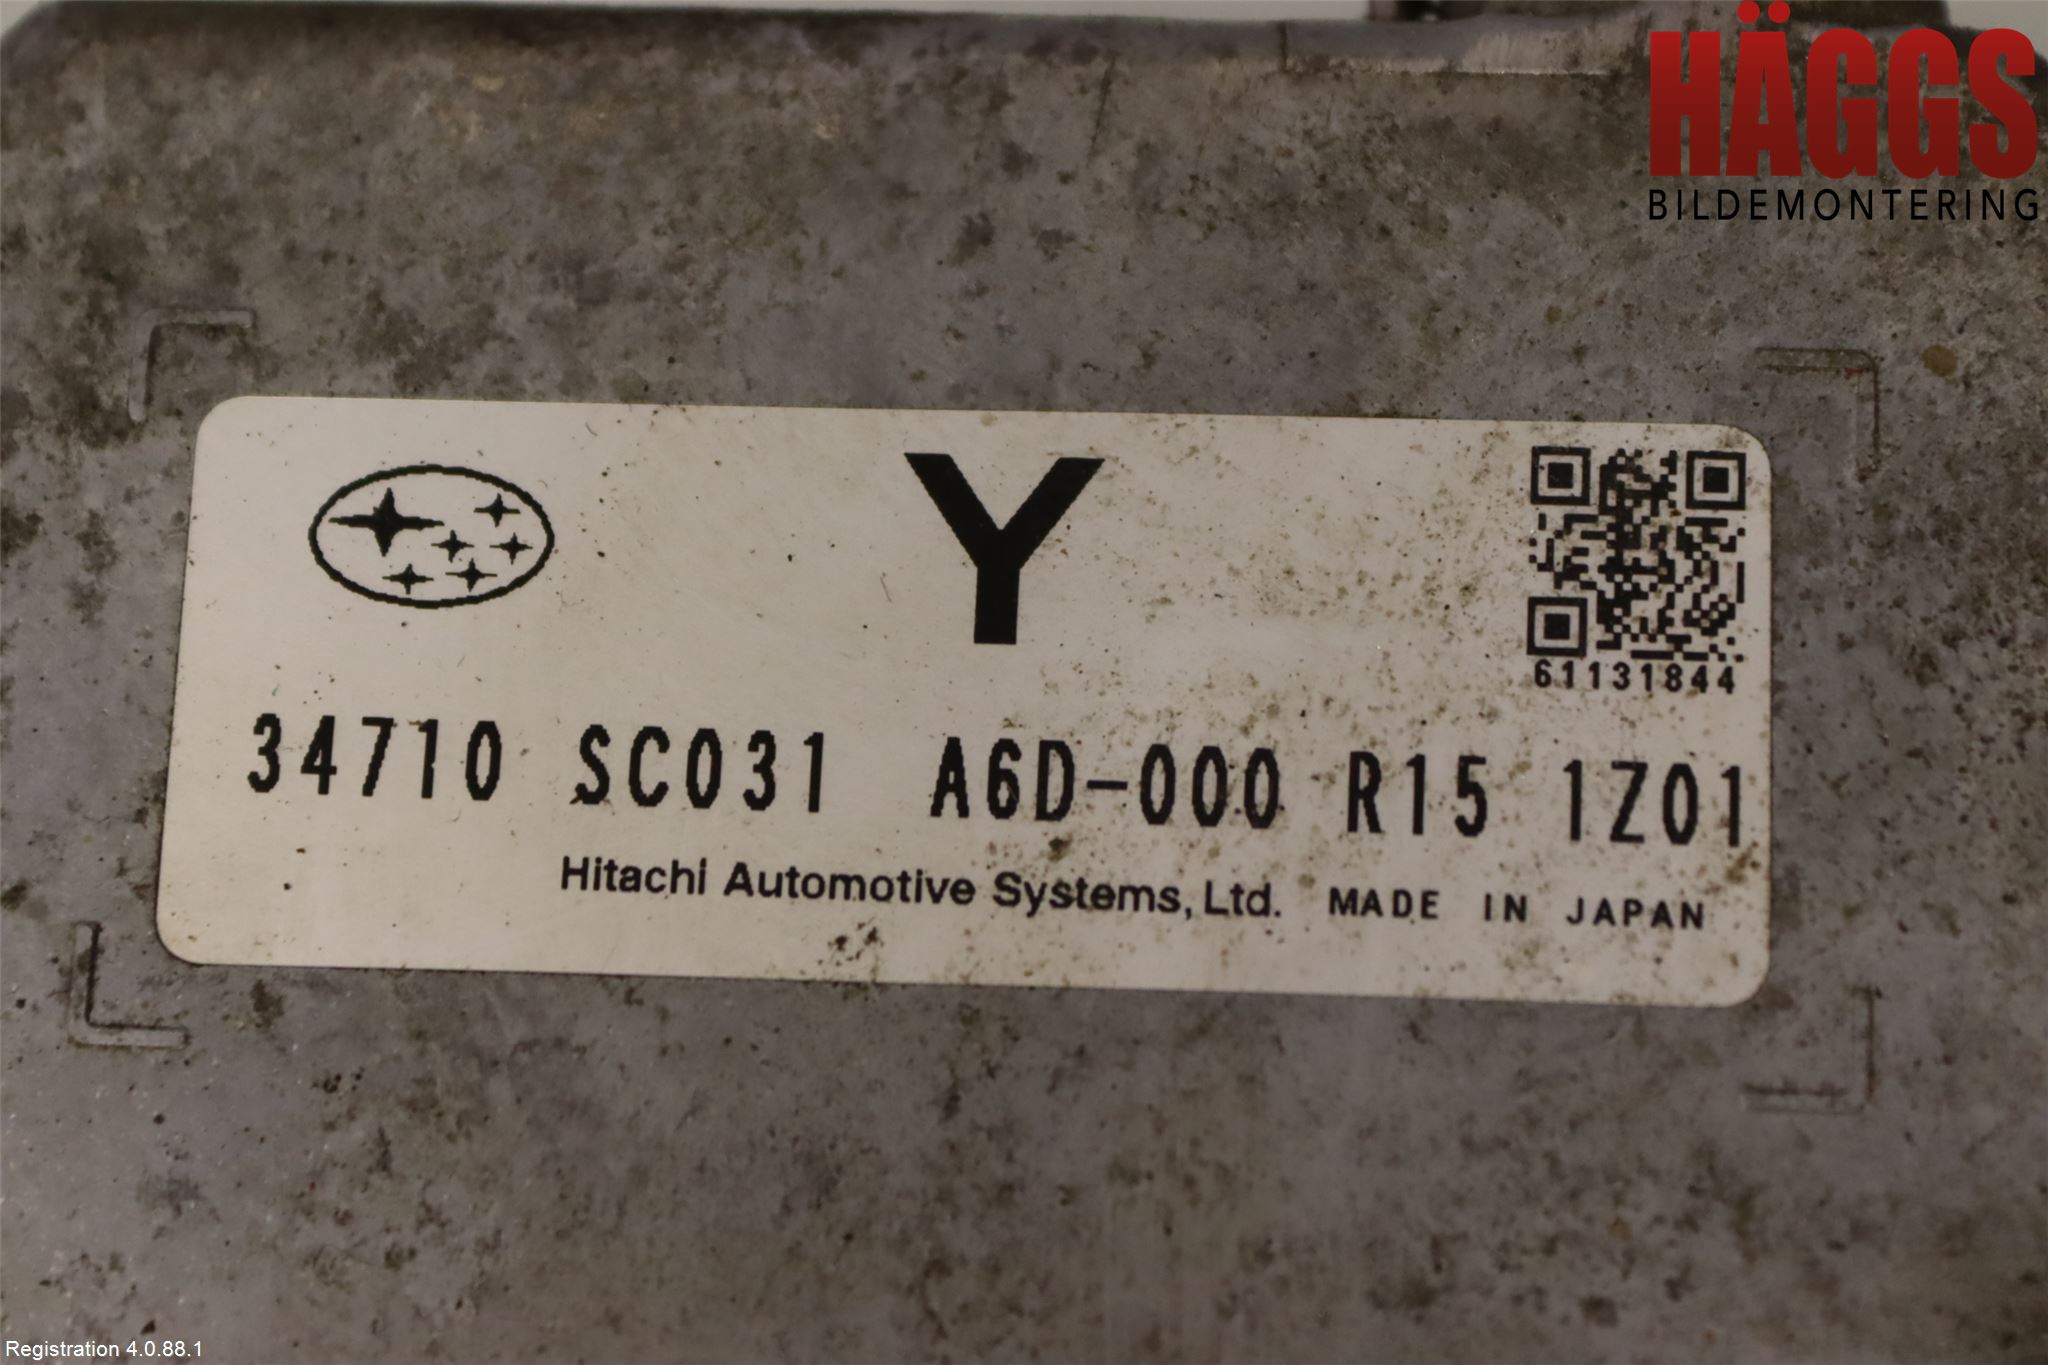 HÄGGS
BILDEMONTERING
Y
61131844
34710 SC031 A6D-000 R15 1Z01
Hitachi Automotive Systems, Ltd. MADE IN JAPAN
Registration 4.0.88.1